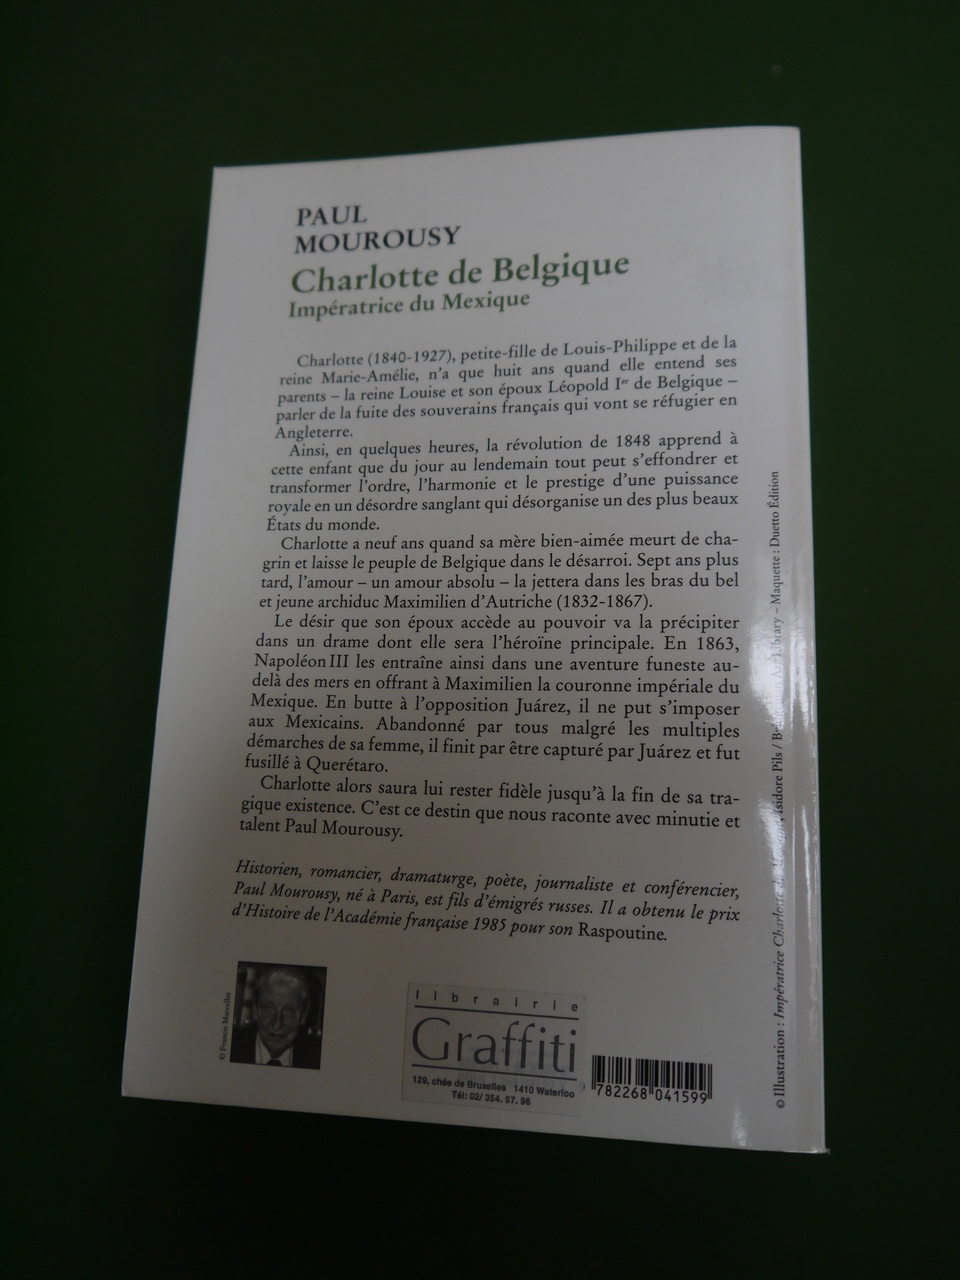 PAUL
MOUROUSY
Charlotte de Belgique
Impératrice du Mexique
Charlotte (1840-1927), petite-fille de Louis-Philippe et de la
reine Marie-Amélie, n'a que huit ans quand elle entend ses
parents – la reine Louise et son époux Léopold Ier de Belgique –
parler de la fuite des souverains français qui vont se réfugier en
Angleterre.
Ainsi, en quelques heures, la révolution de 1848 apprend à
cette enfant que du jour au lendemain tout peut s'effondrer et
transformer l'ordre, l'harmonie et le prestige d'une puissance
royale en un désordre sanglant qui désorganise un des plus beaux
États du monde.
Charlotte a neuf ans quand sa mère bien-aimée meurt de cha-
grin et laisse le peuple de Belgique dans le désarroi. Sept ans plus
tard, l'amour – un amour absolu – la jettera dans les bras du bel
et jeune archiduc Maximilien d'Autriche (1832-1867).
Le désir que son époux accède au pouvoir va la précipiter
dans un drame dont elle sera l'héroïne principale. En 1863,
Napoléon III les entraîne ainsi dans une aventure funeste au-
delà des mers en offrant à Maximilien la couronne impériale du
Mexique. En butte à l'opposition Juárez, il ne put s'imposer
aux Mexicains. Abandonné par tous malgré les multiples
démarches de sa femme, il finit par être capturé par Juárez et fut
fusillé à Querétaro.
Charlotte alors saura lui rester fidèle jusqu'à la fin de sa tra-
gique existence. C'est ce destin que nous raconte avec minutie et
talent Paul Mourousy.
Historien, romancier, dramaturge, poète, journaliste et conférencier,
Paul Mourousy, né à Paris, est fils d'émigrés russes. Il a obtenu le prix
d'Histoire de l'Académie française 1985 pour son Raspoutine.
© Francis Marceller
librairie
Graffiti
129, chée de Bruxelles 1410 Waterloo
Tél: 02/ 354. 57. 96
782268 041599
© Illustration : Impératrice Charlotte du, Isidore Pils / Library – Maquette : Duetto Édition